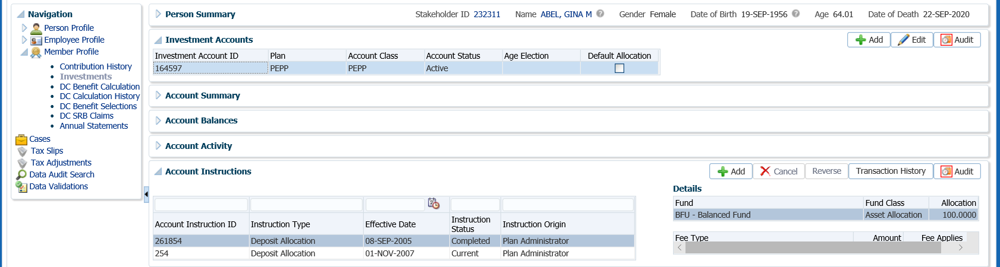 Navigation
Person Profile
Employee Profile
Member Profile
Contribution History
Investments
DC Benefit Calculation
DC Calculation History
DC Benefit Selections
DC SRB Claims
Annual Statements
Cases
Tax Slips
Tax Adjustments
Data Audit Search
Data Validations
Person Summary Stakeholder ID 232311 Name ABEL, GINA M Gender Female Date of Birth 19-SEP-1956 Age 64.01 Date of Death 22-SEP-2020
Investment Accounts Add Edit Audit
Investment Account ID Plan Account Class Account Status Age Election Default Allocation
164597 PEPP PEPP Active
Account Summary
Account Balances
Account Activity
Account Instructions Add Cancel Reverse Transaction History Audit
Account Instruction ID Instruction Type Effective Date Instruction Status Instruction Origin
261854 Deposit Allocation 08-SEP-2005 Completed Plan Administrator
254 Deposit Allocation 01-NOV-2007 Current Plan Administrator
Details
Fund Fund Class Allocation
BFU - Balanced Fund Asset Allocation 100.0000
Fee Type Amount Fee Applies